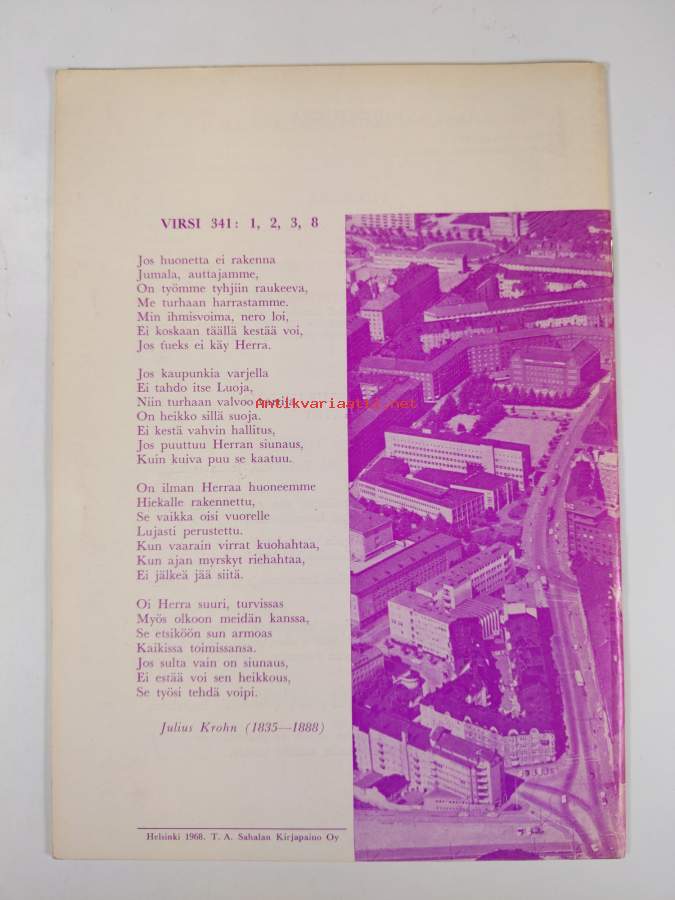 VIRSI 341: 1, 2, 3, 8
Jos huonetta ei rakenna
Jumala, auttajamme,
On työmme tyhjiin raukeeva,
Me turhaan harrastamme.
Min ihmisvoima, nero loi,
Ei koskaan täällä kestää voi,
Jos tueks ei käy Herra.
Jos kaupunkia varjella
Ei tahdo itse Luoja,
Niin turhaan valvoo
Antikvariaatti.net
On heikko sillä suoja.
Ei kestä vahvin hallitus,
Jos puuttuu Herran siunaus,
Kuin kuiva puu se kaatuu.
On ilman Herraa huoneemme
Hiekalle rakennettu,
Se vaikka oisi vuorelle
Lujasti perustettu.
Kun vaarain virrat kuohahtaa,
Kun ajan myrskyt riehahtaa,
Ei jälkeä jää siitä.
Oi Herra suuri, turvissas
Myös olkoon meidän kanssa,
Se etsiköön sun armoas
Kaikissa toimissansa.
Jos sulta vain on siunaus,
Ei estää voi sen heikkous,
Se työsi tehdä voipi.
Julius Krohn (1835—1888)
Helsinki 1968. T. A. Sahalan Kirjapaino Oy